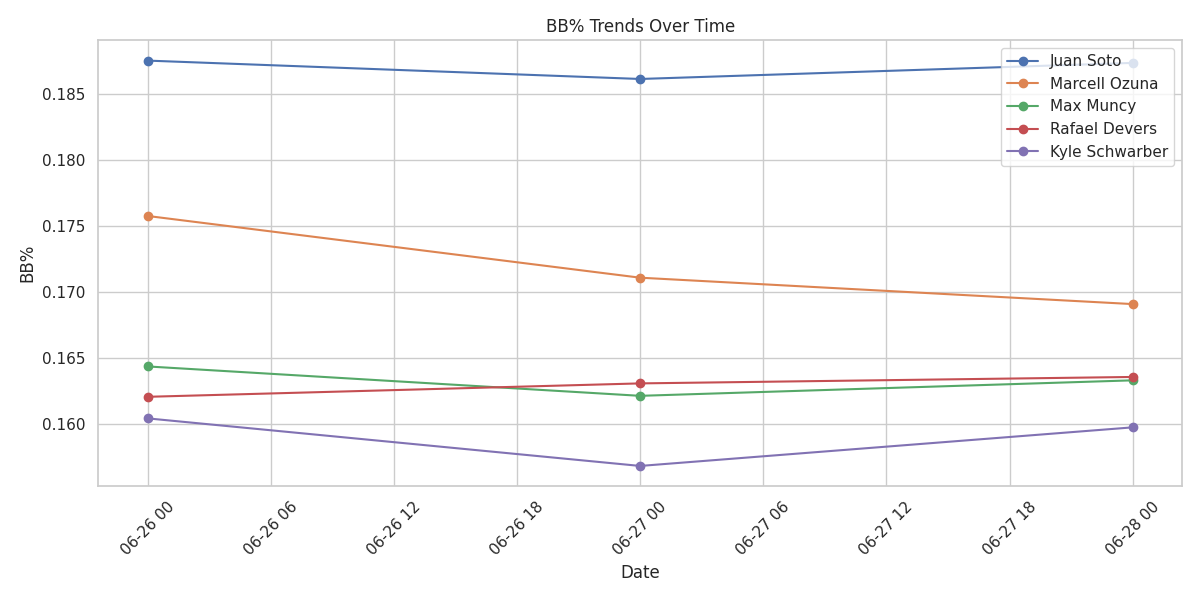 BB% Trends Over Time
Juan Soto
Marcell Ozuna
Max Muncy
Rafael Devers
Kyle Schwarber
BB%
0.185
0.180
0.175
0.170
0.165
0.160
06-26 00
06-26 06
06-26 12
06-26 18
06-27 00
06-27 06
06-27 12
06-27 18
06-28 00
Date